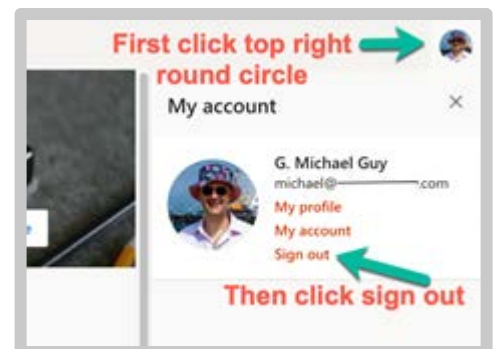 First click top right
round circle
My account
G. Michael Guy
michael@ .com
My profile
My account
Sign out
Then click sign out